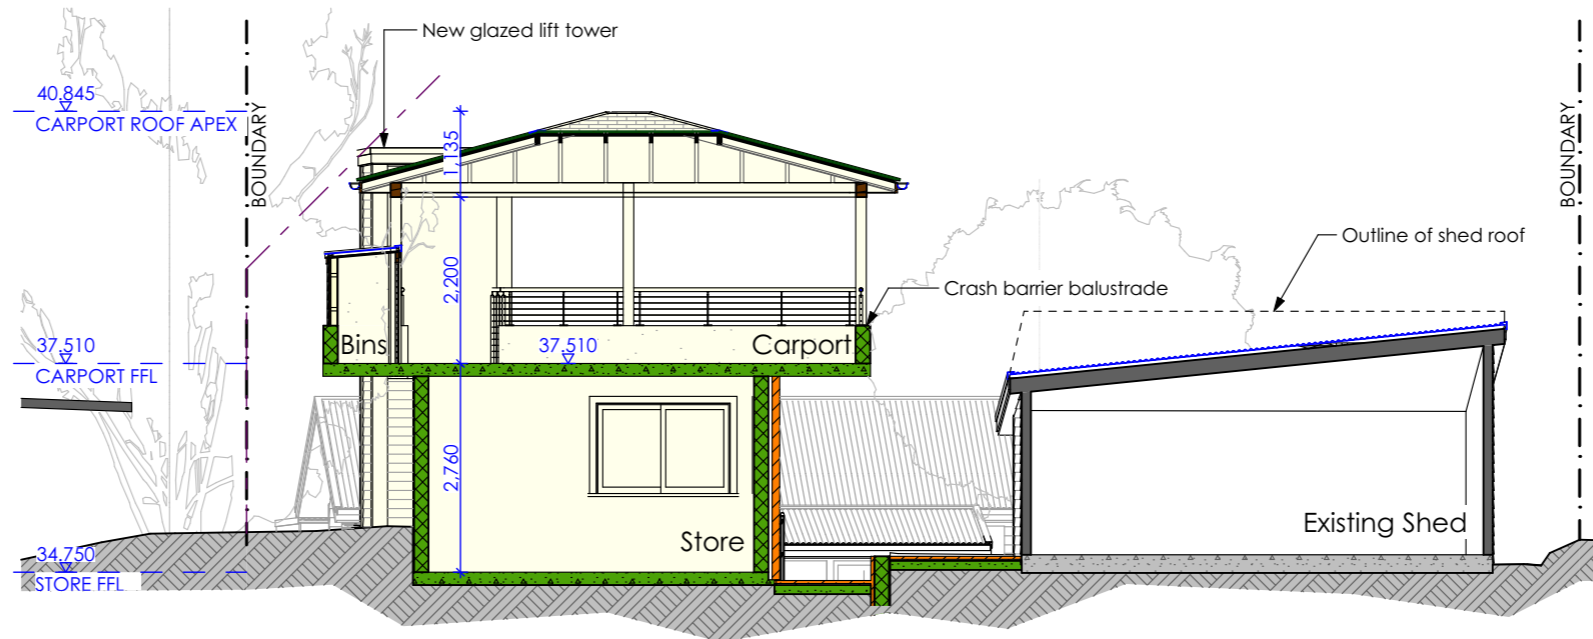 New glazed lift tower
40.845
CARPORT ROOF APEX
BOUNDARY
BOUNDARY
1,135
2,200
Outline of shed roof
Crash barrier balustrade
37.510
CARPORT FFL
Bins
37.510
Carport
2,760
Store
Existing Shed
34.750
STORE FFL